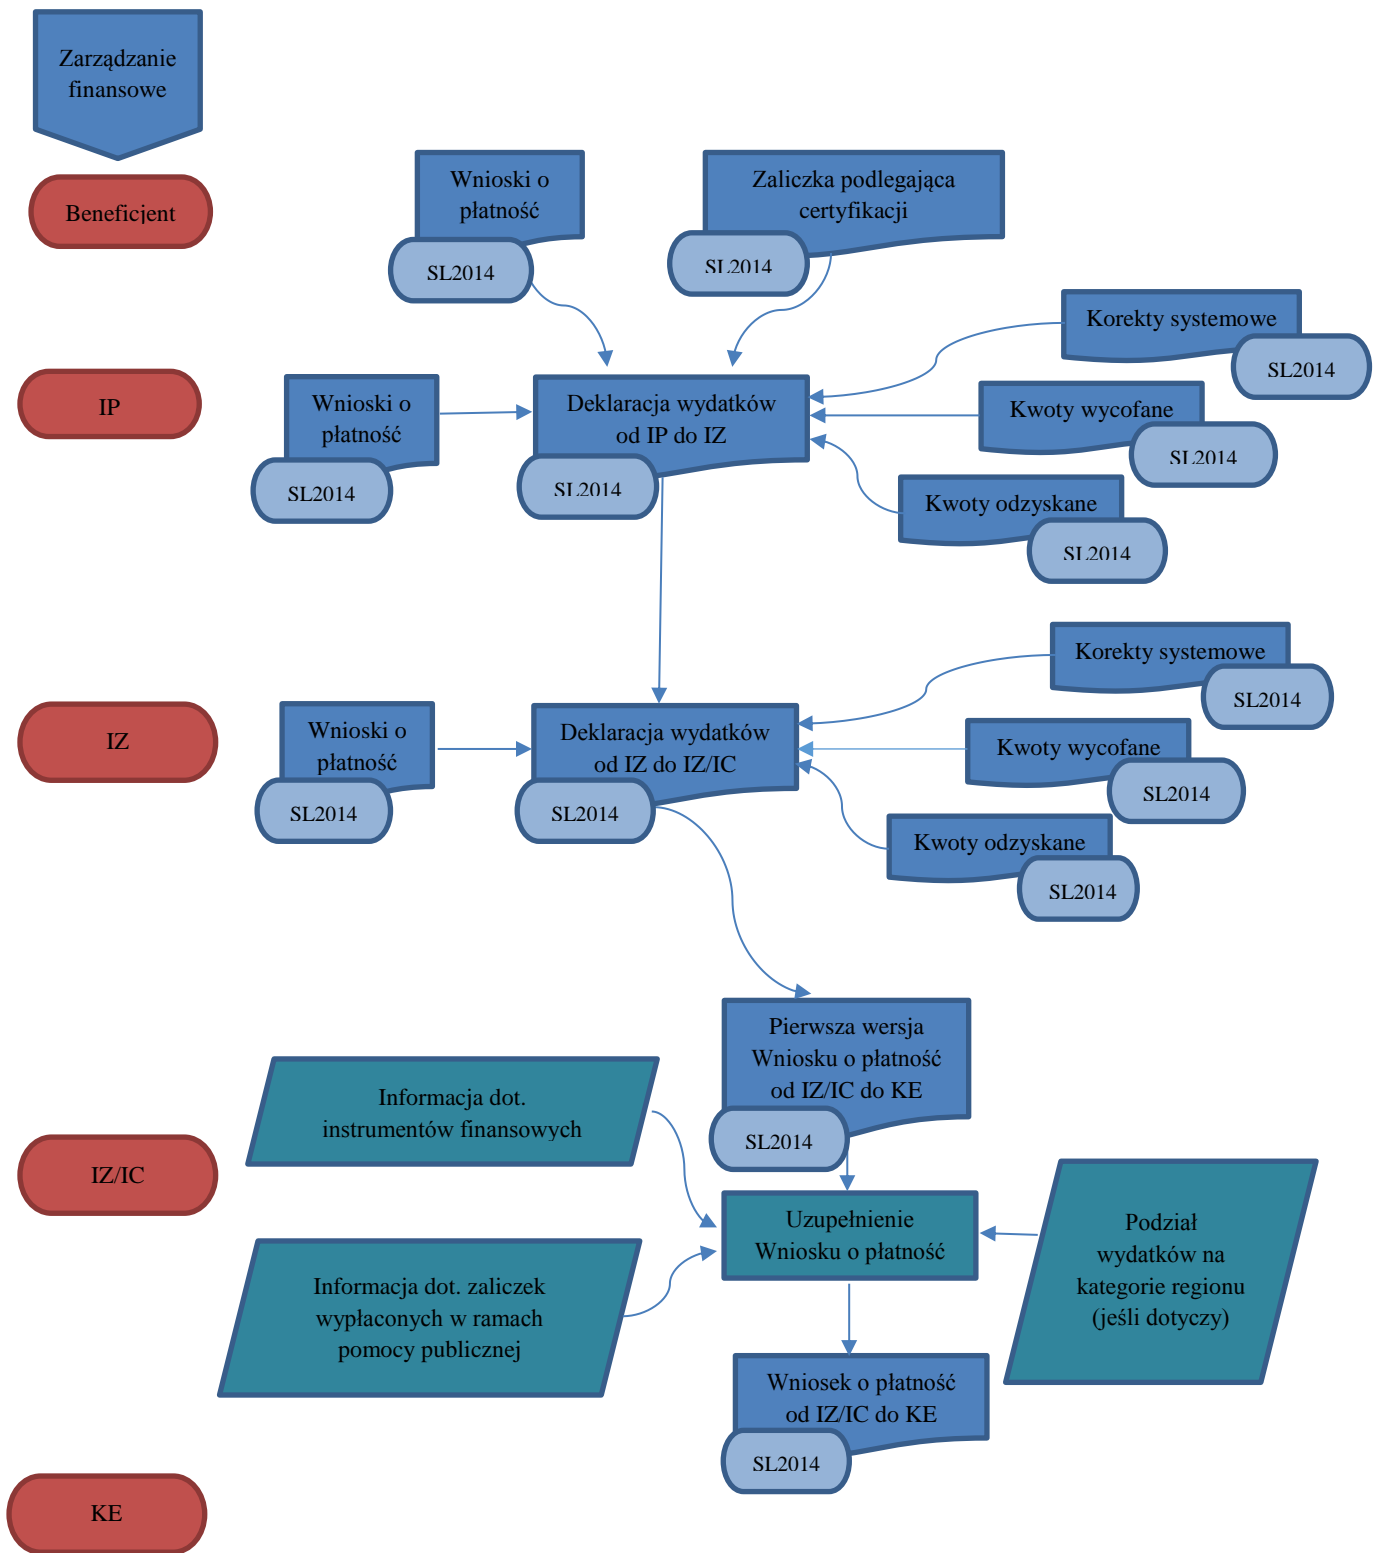 Zarządzanie
finansowe
Beneficjent
Wnioski o
płatność
SL2014
Zaliczka podlegająca
certyfikacji
SL2014
Korekty systemowe
SL2014
IP
Wnioski o
płatność
SL2014
Deklaracja wydatków
od IP do IZ
SL2014
Kwoty wycofane
SL2014
Kwoty odzyskane
SL2014
Korekty systemowe
SL2014
IZ
Wnioski o
płatność
SL2014
Deklaracja wydatków
od IZ do IZ/IC
SL2014
Kwoty wycofane
SL2014
Kwoty odzyskane
SL2014
Pierwsza wersja
Wniosku o płatność
od IZ/IC do KE
SL2014
Informacja dot.
instrumentów finansowych
IZ/IC
Uzupełnienie
Wniosku o płatność
Podział
wydatków na
kategorie regionu
(jeśli dotyczy)
Informacja dot. zaliczek
wypłaconych w ramach
pomocy publicznej
Wniosek o płatność
od IZ/IC do KE
SL2014
KE